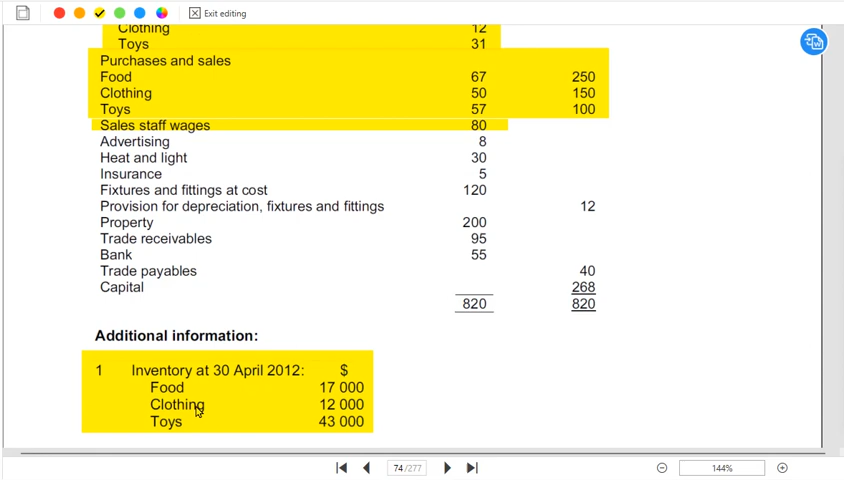 Exit editing
Clothing 12
Toys 31
Purchases and sales
Food 67 250
Clothing 50 150
Toys 57 100
Sales staff wages 80
Advertising 8
Heat and light 30
Insurance 5
Fixtures and fittings at cost 120
Provision for depreciation, fixtures and fittings 12
Property 200
Trade receivables 95
Bank 55
Trade payables 40
Capital 268
820 820
Additional information:
1 Inventory at 30 April 2012: $
Food 17 000
Clothing 12 000
Toys 43 000
74 /277 144%